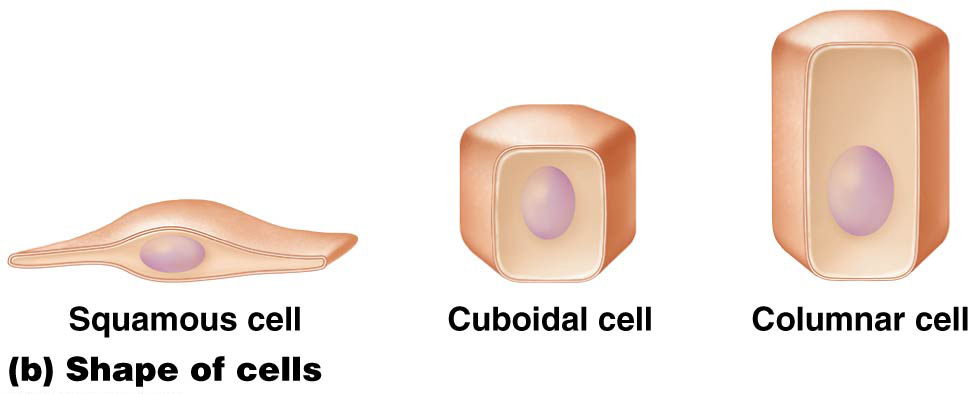 Squamous cell
Cuboidal cell
Columnar cell
(b) Shape of cells